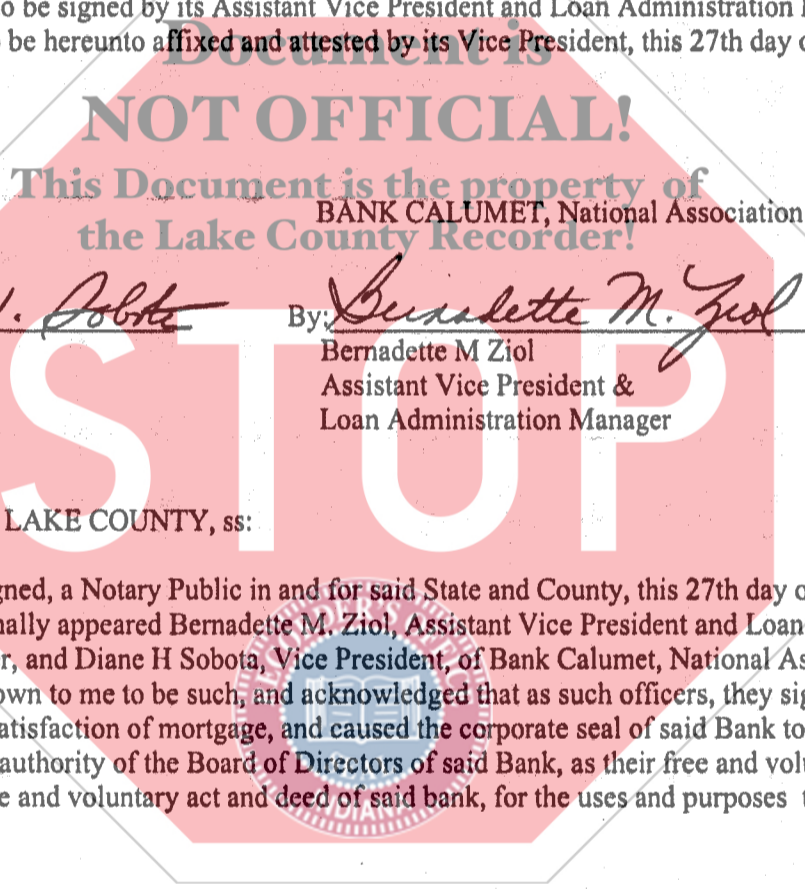 o be signed by its Assistant Vice President and Loan Administration
be hereunto affixed and attested by its Vice President, this 27th day
Document is
NOT OFFICIAL!
This Document is the property of
the Lake County Recorder!
BANK CALUMET, National Association
Sobota By: Bernadette M. Ziol
Bernadette M Ziol
Assistant Vice President &
Loan Administration Manager
STOP
LAKE COUNTY, ss:
gned, a Notary Public in and for said State and County, this 27th day o
nally appeared Bernadette M. Ziol, Assistant Vice President and Loan
r, and Diane H Sobota, Vice President, of Bank Calumet, National As
own to me to be such, and acknowledged that as such officers, they sig
atisfaction of mortgage, and caused the corporate seal of said Bank to
authority of the Board of Directors of said Bank, as their free and vol
e and voluntary act and deed of said bank, for the uses and purposes